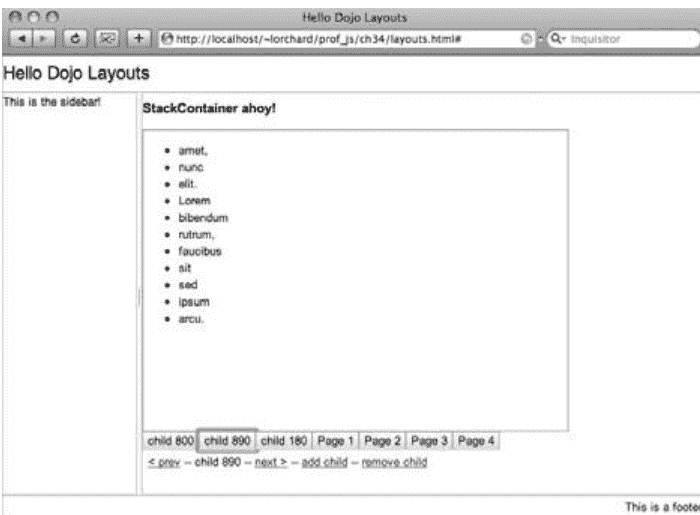 Hello Dojo Layouts
http://localhost/~lorchard/prof_js/ch34/layouts.html#
Inquisitor
Hello Dojo Layouts
This is the sidebar!
StackContainer ahoy!
• amet,
• nunc
• elit.
• Lorem
• bibendum
• rutrum,
• faucibus
• sit
• sed
• ipsum
• arcu.
child 800 child 890 child 180 Page 1 Page 2 Page 3 Page 4
< prev -- child 890 -- next > -- add child -- remove child
This is a footer